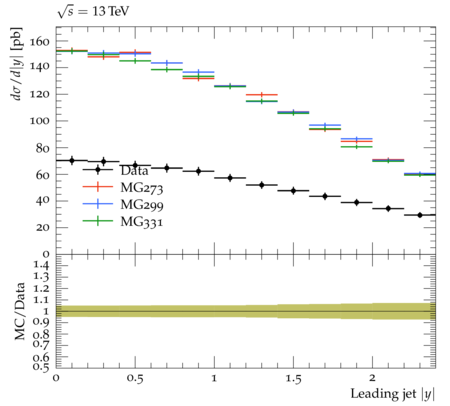 √s = 13 TeV
dσ/d|y| [pb]
160
140
120
100
80
60
40
20
0
Data
MG273
MG299
MG331
MC/Data
1.4
1.3
1.2
1.1
1
0.9
0.8
0.7
0.6
0.5
0 0.5 1 1.5 2
Leading jet |y|